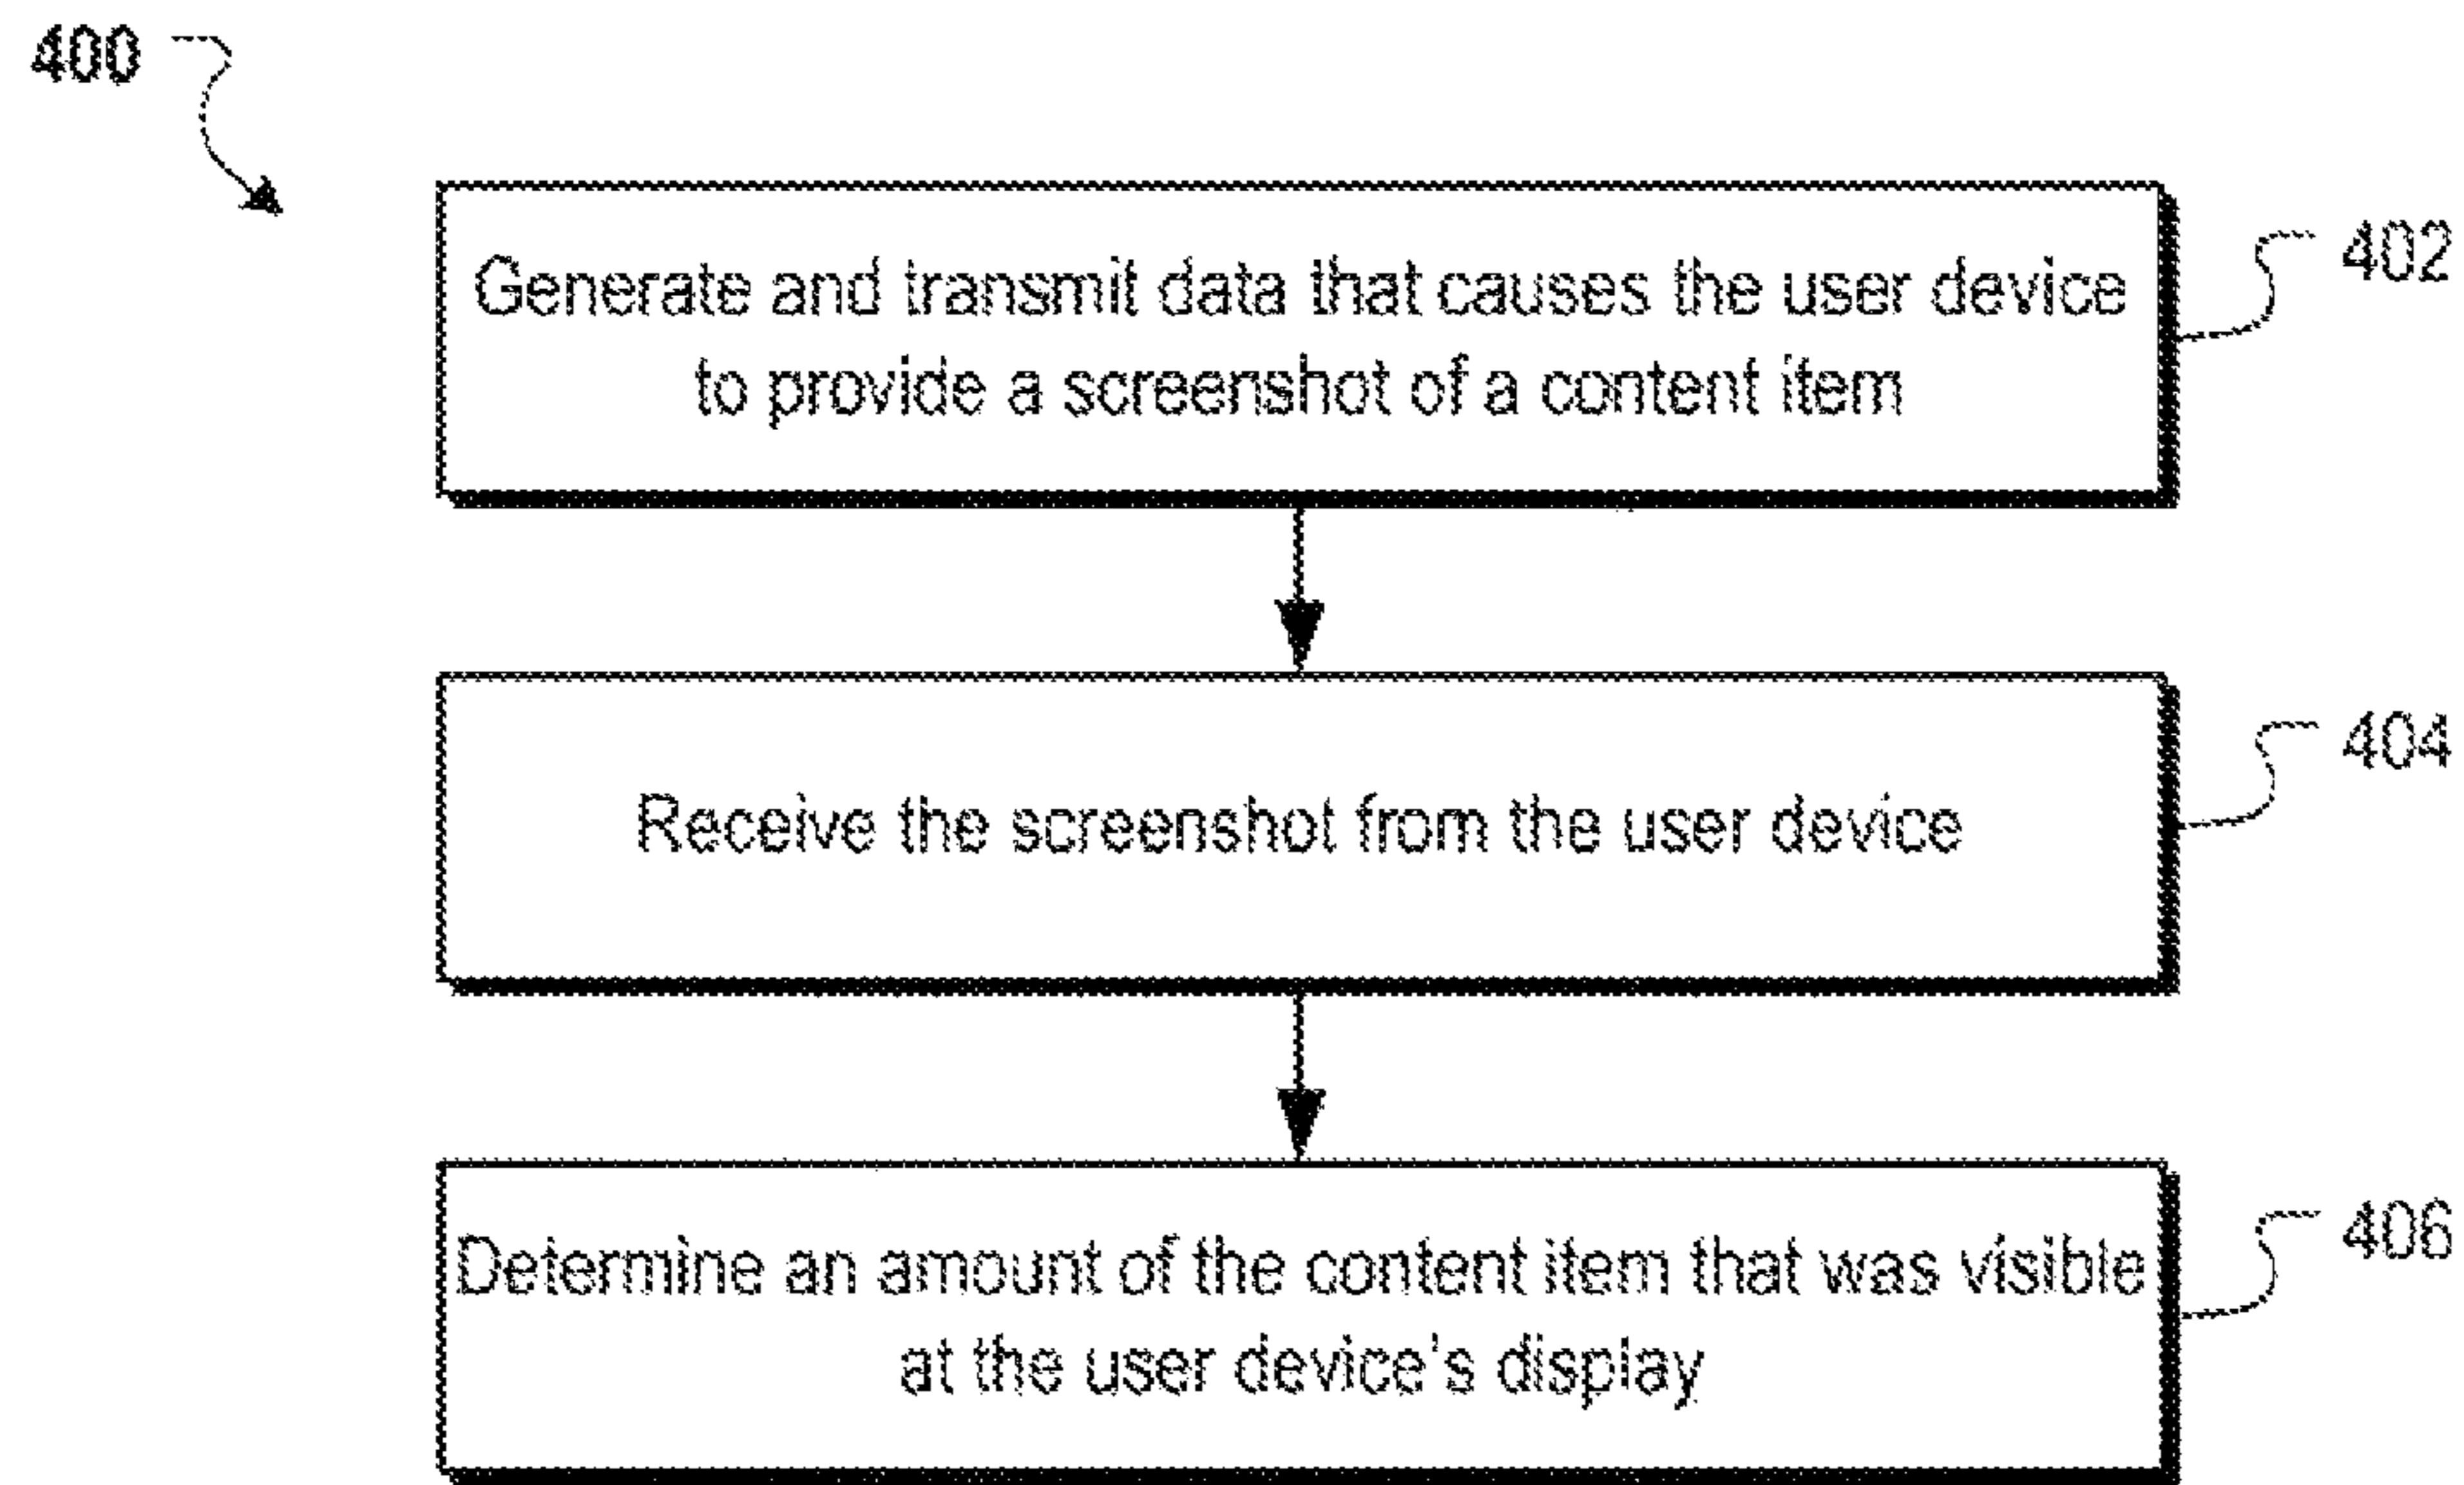 400
Generate and transmit data that causes the user device
to provide a screenshot of a content item
402
Receive the screenshot from the user device
404
Determine an amount of the content item that was visible
at the user device's display
406